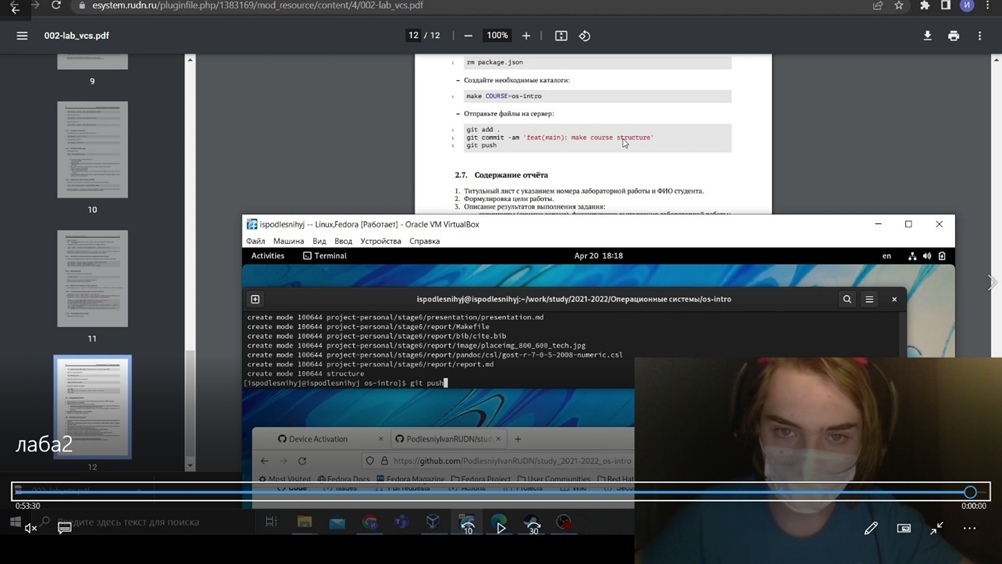 esystem.rudn.ru/pluginfile.php/1383169/mod_resource/content/4/002-lab_vcs.pdf
И
002-lab_vcs.pdf
12 / 12
100%
9
10
11
12
rm package.json
– Создайте необходимые каталоги:
make COURSE=os-intro
– Отправьте файлы на сервер:
git add .
git commit -am 'feat(main): make course structure'
git push
2.7. Содержание отчёта
1. Титульный лист с указанием номера лабораторной работы и ФИО студента.
2. Формулировка цели работы.
3. Описание результатов выполнения задания:
ispodlesnihyj -- Linux,Fedora [Работает] - Oracle VM VirtualBox
Файл Машина Вид Ввод Устройства Справка
Activities Terminal Apr 20 18:18 en
ispodlesnihyj@ispodlesnihyj:~/work/study/2021-2022/Операционные системы/os-intro
create mode 100644 project-personal/stage6/presentation/presentation.md
create mode 100644 project-personal/stage6/report/Makefile
create mode 100644 project-personal/stage6/report/bib/cite.bib
create mode 100644 project-personal/stage6/report/image/placeimg_800_600_tech.jpg
create mode 100644 project-personal/stage6/report/pandoc/csl/gost-r-7-0-5-2008-numeric.csl
create mode 100644 project-personal/stage6/report/report.md
create mode 100644 structure
[ispodlesnihyj@ispodlesnihyj os-intro]$ git push
Device Activation
PodlesniyIvanRUDN/stud
https://github.com/PodlesniyIvanRUDN/study_2021-2022_os-intro
Most Visited Fedora Docs Fedora Magazine Fedora Project User Communities Red Hat
лаба2
0:53:30
0:00:00
Введите здесь текст для поиска
10
30